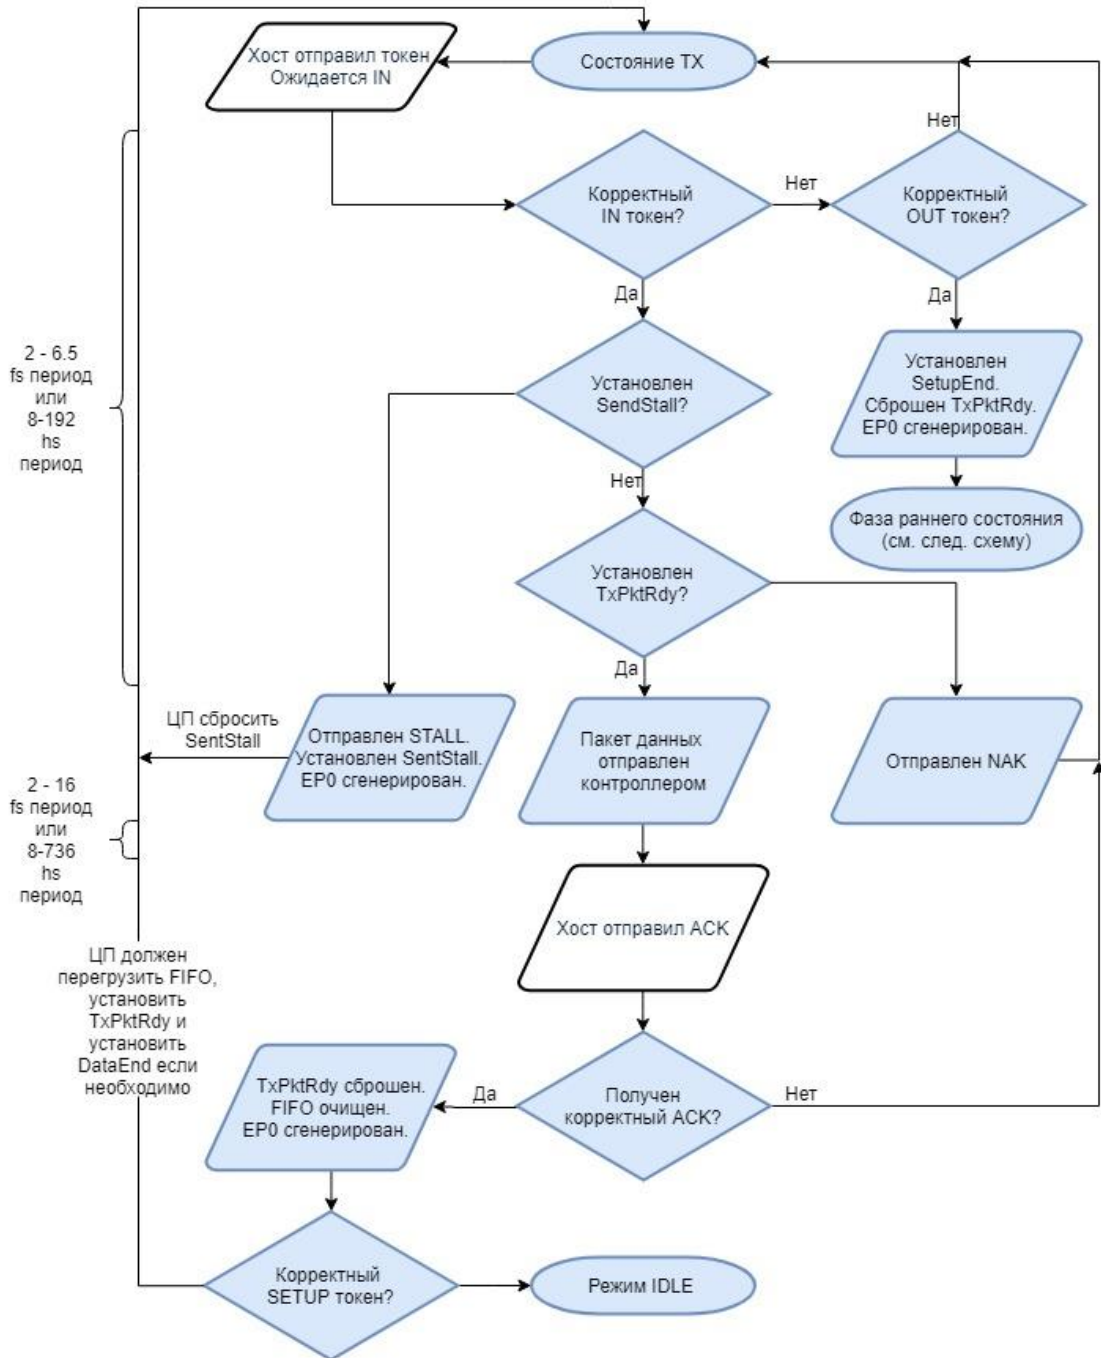 Хост отправил токен
Ожидается IN
Состояние TX
Нет
Корректный
IN токен?
Нет
Корректный
OUT токен?
Да
Да
2 - 6.5
fs период
или
8-192
hs
период
Установлен
SendStall?
Установлен
SetupEnd.
Сброшен TxPktRdy.
EP0 сгенерирован.
Нет
Фаза раннего состояния
(см. след. схему)
Установлен
TxPktRdy?
Да
ЦП сбросить
SentStall
Отправлен STALL.
Установлен SentStall.
EP0 сгенерирован.
Пакет данных
отправлен
контроллером
Отправлен NAK
2 - 16
fs период
или
8-736
hs
период
Хост отправил ACK
ЦП должен
перегрузить FIFO,
установить
TxPktRdy и
установить
DataEnd если
необходимо
TxPktRdy сброшен.
FIFO очищен.
EP0 сгенерирован.
Да
Получен
корректный ACK?
Нет
Корректный
SETUP токен?
Режим IDLE